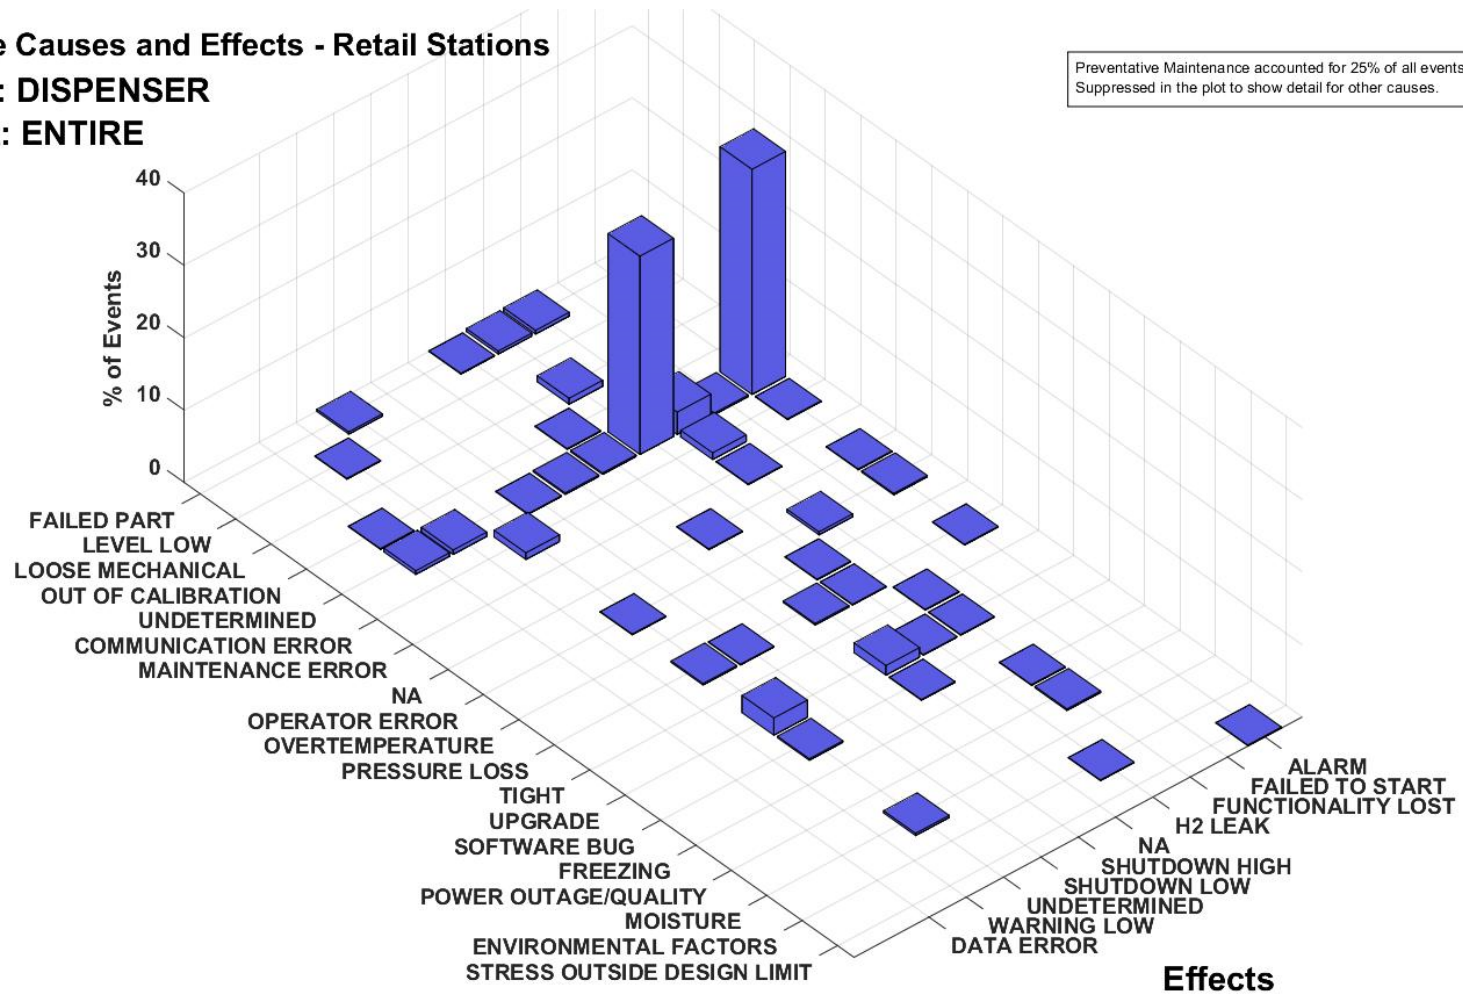 e Causes and Effects - Retail Stations
: DISPENSER
: ENTIRE
Preventative Maintenance accounted for 25% of all events
Suppressed in the plot to show detail for other causes.
% of Events
40
30
20
10
0
FAILED PART
LEVEL LOW
LOOSE MECHANICAL
OUT OF CALIBRATION
UNDETERMINED
COMMUNICATION ERROR
MAINTENANCE ERROR
NA
OPERATOR ERROR
OVERTEMPERATURE
PRESSURE LOSS
TIGHT
UPGRADE
SOFTWARE BUG
FREEZING
POWER OUTAGE/QUALITY
MOISTURE
ENVIRONMENTAL FACTORS
STRESS OUTSIDE DESIGN LIMIT
ALARM
FAILED TO START
FUNCTIONALITY LOST
H2 LEAK
NA
SHUTDOWN HIGH
SHUTDOWN LOW
UNDETERMINED
WARNING LOW
DATA ERROR
Effects